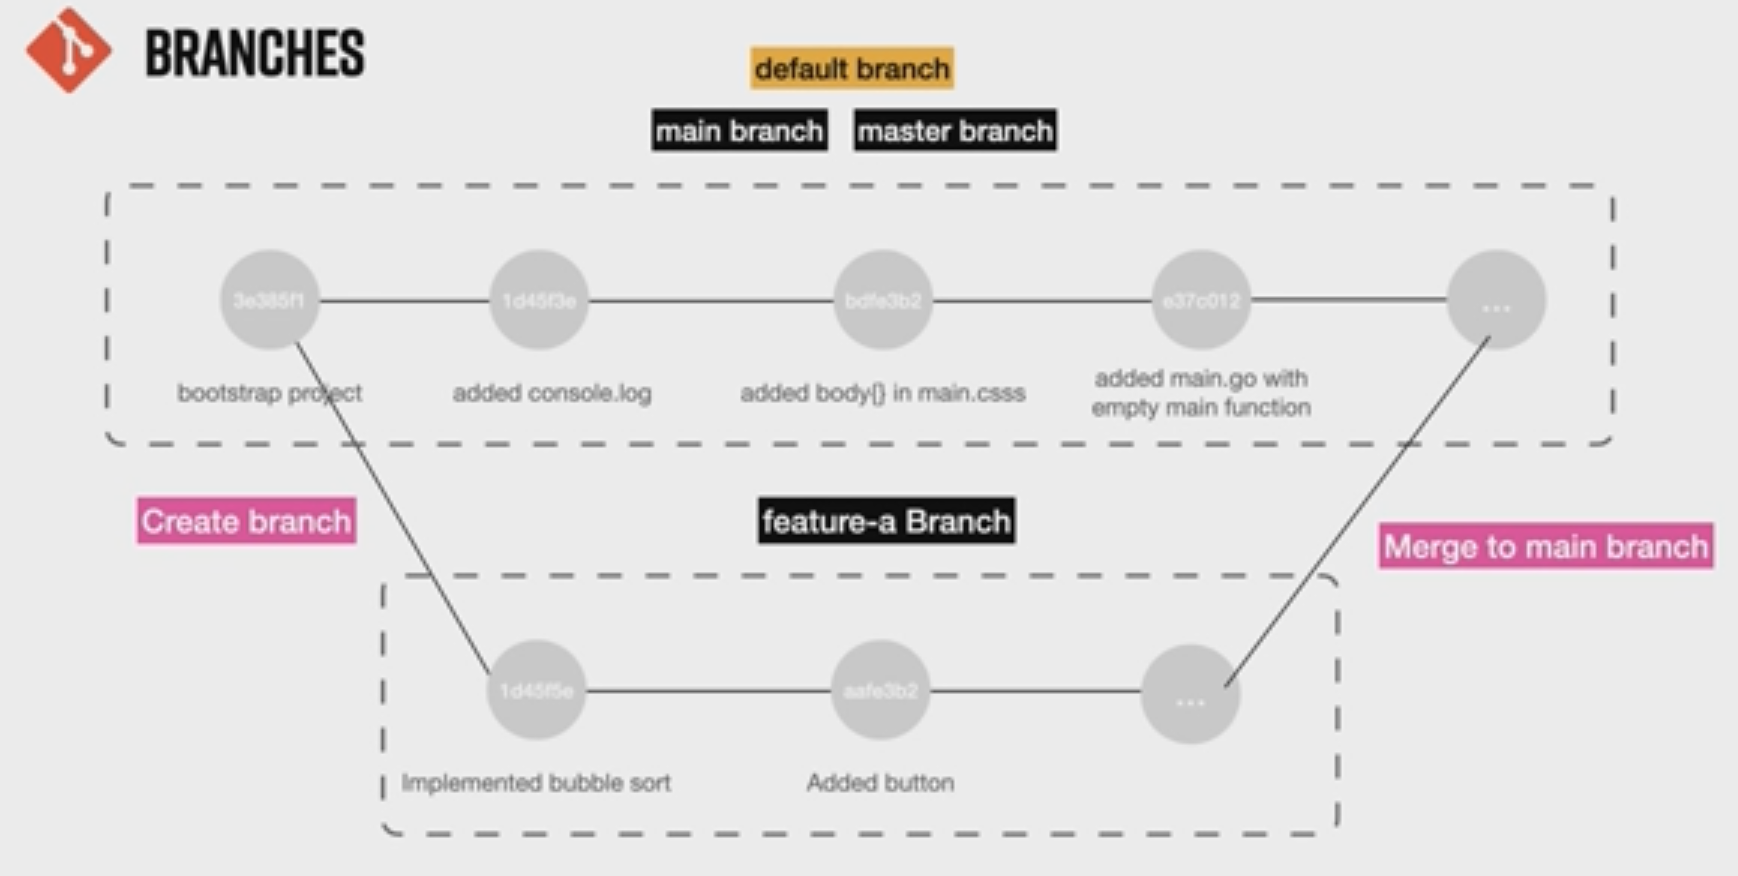 BRANCHES
default branch
main branch
master branch
3e385f1
1d45f3e
bdfe3b2
e37c012
...
bootstrap project
added console.log
added body{} in main.csss
added main.go with
empty main function
Create branch
feature-a Branch
Merge to main branch
1d45f5e
aafe3b2
...
Implemented bubble sort
Added button